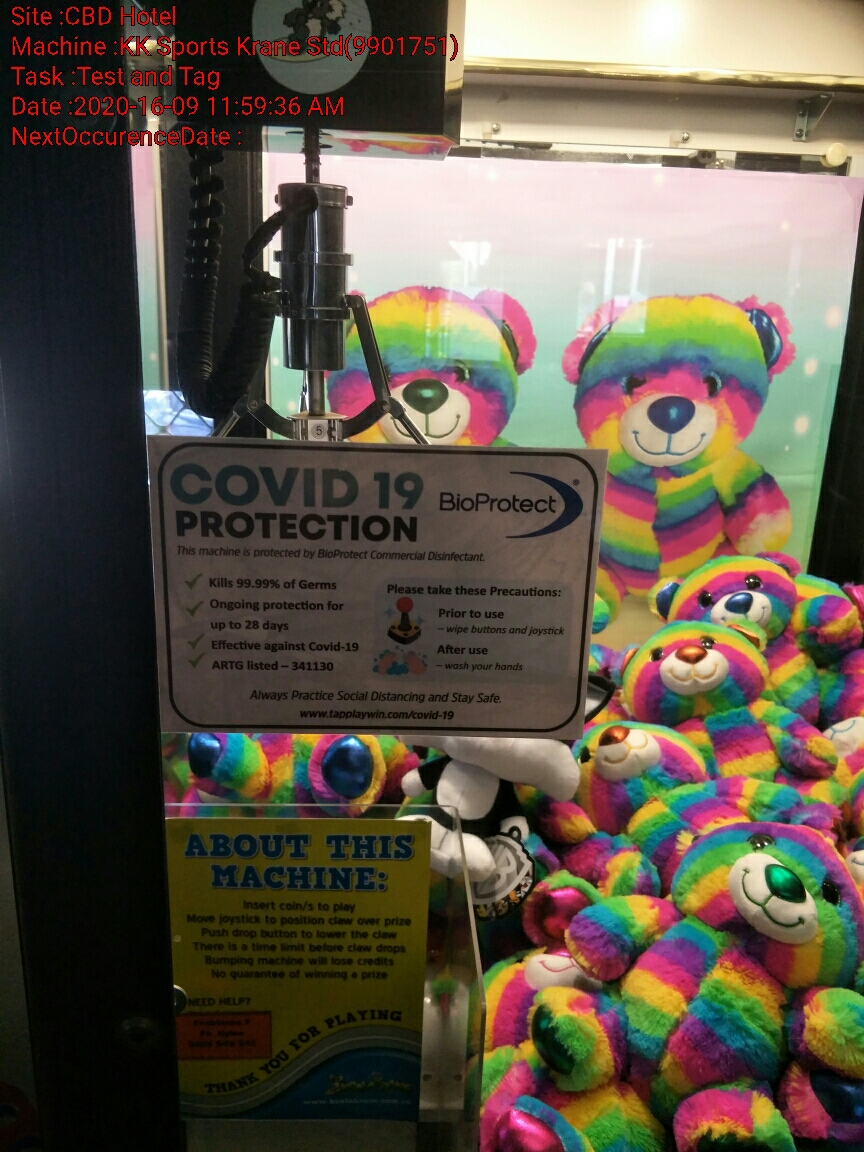 Site :CBD Hotel
Machine :KK Sports Krane Std(9901751)
Task :Test and Tag
Date :2020-16-09 11:59:36 AM
NextOccurenceDate :
5
COVID 19
PROTECTION
BioProtect
This machine is protected by BioProtect Commercial Disinfectant.
Kills 99.99% of Germs
Ongoing protection for
up to 28 days
Effective against Covid-19
ARTG listed – 341130
Please take these Precautions:
Prior to use
– wipe buttons and joystick
After use
– wash your hands
Always Practice Social Distancing and Stay Safe.
www.tapplaywin.com/covid-19
ABOUT THIS
MACHINE:
Insert coin/s to play
Move joystick to position claw over prize
Push drop button to lower the claw
There is a time limit before claw drops
Bumping machine will lose credits
No guarantee of winning a prize
NEED HELP?
THANK YOU FOR PLAYING